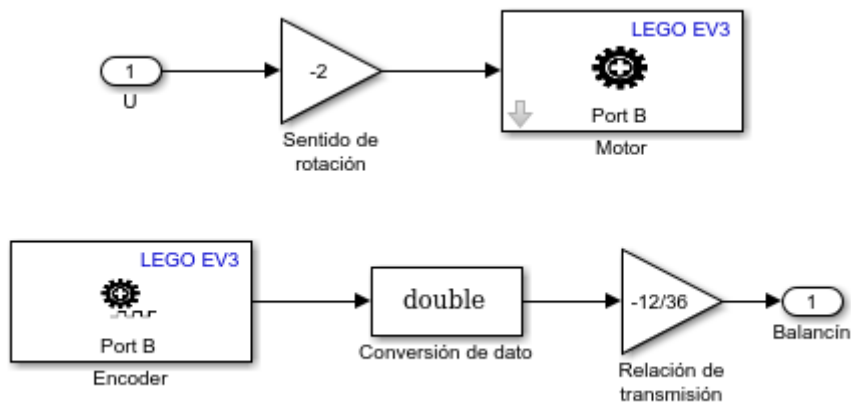 LEGO EV3
1
-2
U
Port B
Sentido de
rotación
Motor
LEGO EV3
double
-12/36
1
Port B
Conversión de dato
Balancín
Encoder
Relación de
transmisión